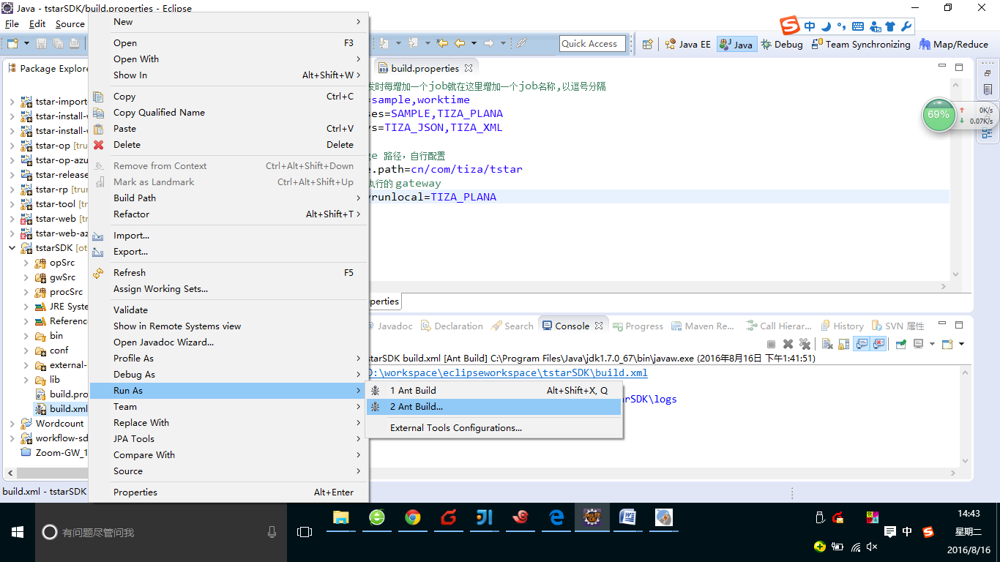 Java - tstarSDK/build.properties - Eclipse
File Edit Source
Quick Access
Java EE Java Debug Team Synchronizing Map/Reduce
中
Package Explore
build.properties
tstar-import
tstar-install-
tstar-install-
tstar-op [tru
tstar-op-azu
tstar-release
tstar-rp [trun
tstar-tool [tr
tstar-web [tr
tstar-web-az
tstarSDK [ot
opSrc
gwSrc
procSrc
JRE Syste
Reference
bin
conf
external-
lib
build.pro
build.xml
Wordcount
workflow-sd
Zoom-GW_1
build.xml - tstarSDK
New
Open F3
Open With
Show In Alt+Shift+W
Copy Ctrl+C
Copy Qualified Name
Paste Ctrl+V
Delete Delete
Remove from Context Ctrl+Alt+Shift+Down
Mark as Landmark Ctrl+Alt+Shift+Up
Build Path
Refactor Alt+Shift+T
Import...
Export...
Refresh F5
Assign Working Sets...
Validate
Show in Remote Systems view
Open Javadoc Wizard...
Profile As
Debug As
Run As
Team
Replace With
JPA Tools
Compare With
Source
Properties Alt+Enter
1 Ant Build Alt+Shift+X, Q
2 Ant Build...
External Tools Configurations...
发时每增加一个job就在这里增加一个job名称,以逗号分隔
=sample,worktime
ses=SAMPLE,TIZA_PLANA
ys=TIZA_JSON,TIZA_XML
ge 路径，自行配置
e.path=cn/com/tiza/tstar
执行的gateway
yrunlocal=TIZA_PLANA
perties
69%
0K/s
0.07K/s
@ Javadoc Declaration Search Console Progress Maven Re... Call Hierar... History SVN 属性
starSDK build.xml [Ant Build] C:\Program Files\Java\jdk1.7.0_67\bin\javaw.exe (2016年8月16日 下午1:41:51)
D:\workspace\eclipseworkspace\tstarSDK\build.xml
arSDK\logs
有问题尽管问我
中
14:43
星期二
2016/8/16